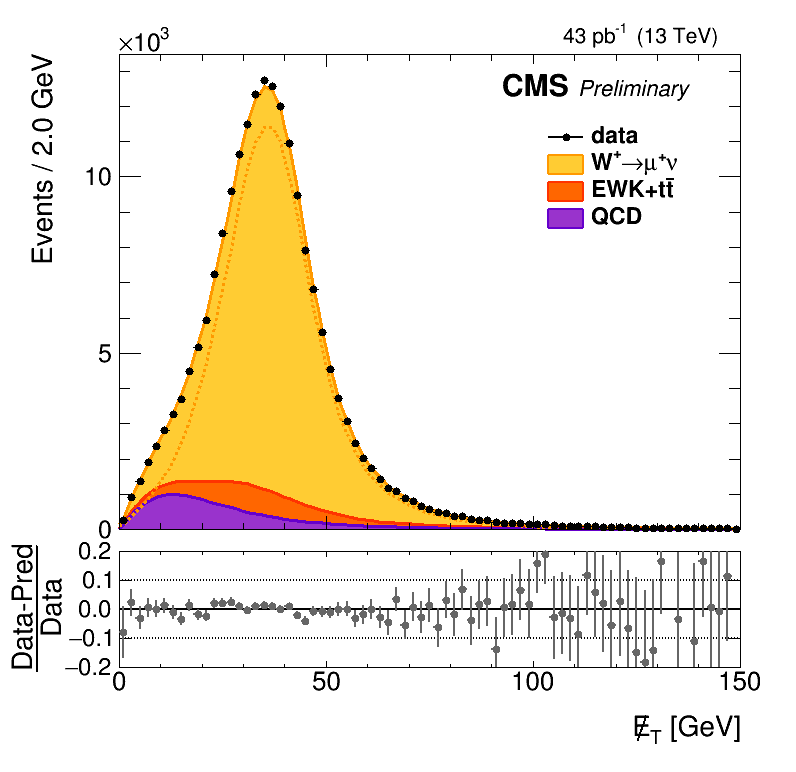 ×10³ 43 pb⁻¹ (13 TeV)
CMS Preliminary
data
W⁺→μ⁺ν
EWK+tt̄
QCD
Events / 2.0 GeV
10
5
0
Data-Pred
Data
0.2
0.1
0.0
−0.1
−0.2
0 50 100 150
E̸_T [GeV]